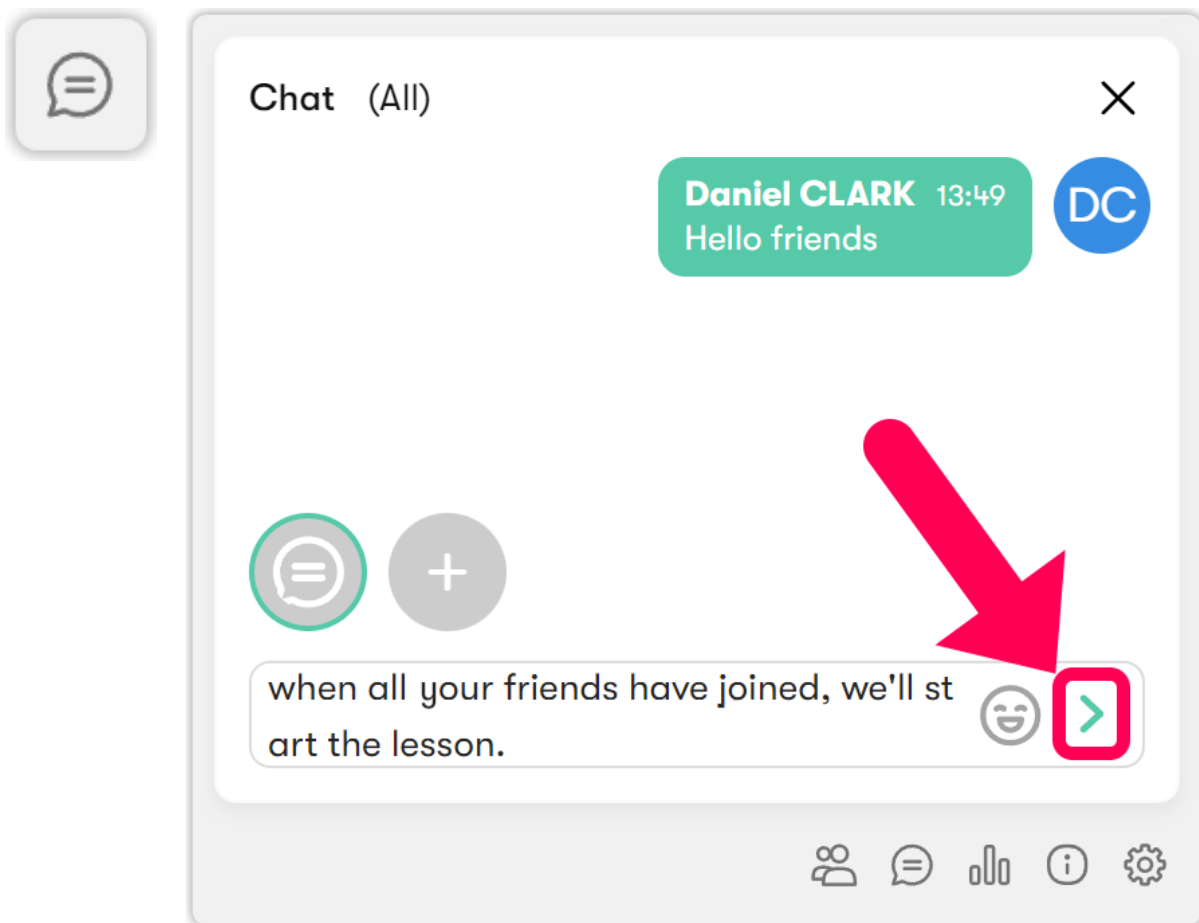 Chat (All)
Daniel CLARK 13:49
DC
Hello friends
when all your friends have joined, we'll st
art the lesson.